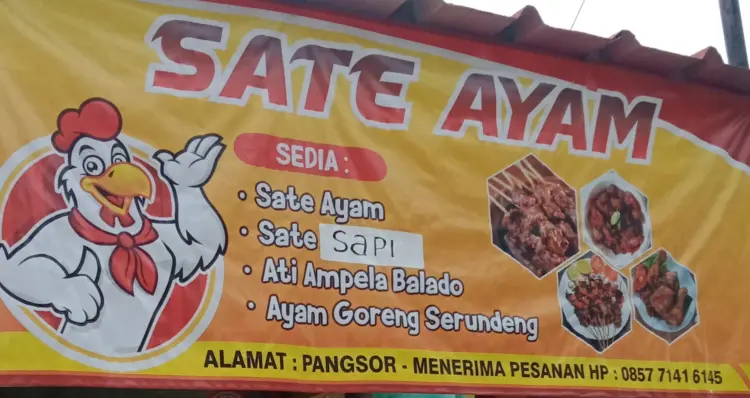 SATE AYAM
SEDIA :
• Sate Ayam
• Sate SaPI
• Ati Ampela Balado
• Ayam Goreng Serundeng
ALAMAT : PANGSOR - MENERIMA PESANAN HP : 0857 7141 6145